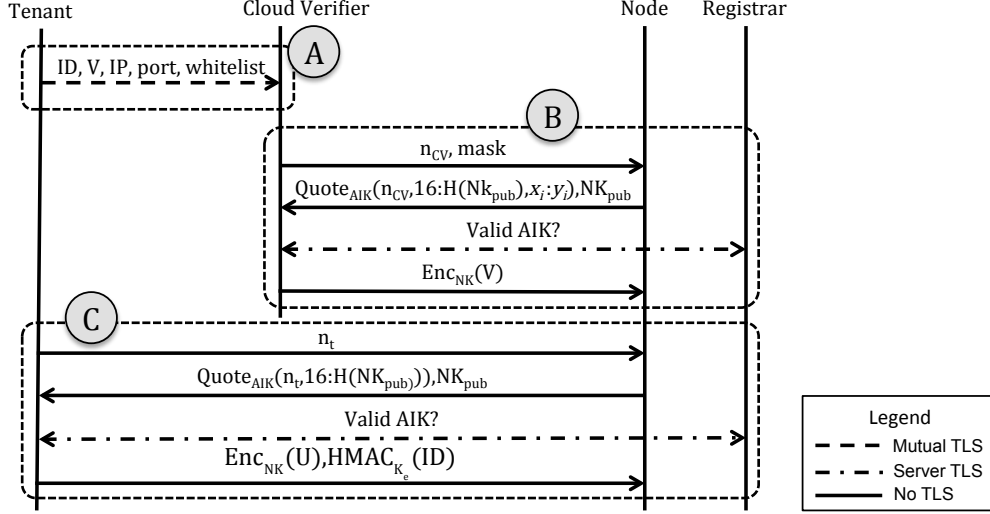 Tenant
Cloud Verifier
Node
Registrar
A
ID, V, IP, port, whitelist
B
n_CV, mask
Quote_AIK(n_CV,16:H(Nk_pub),x_i:y_i),NK_pub
Valid AIK?
Enc_NK(V)
C
n_t
Quote_AIK(n_t,16:H(NK_pub))),NK_pub
Valid AIK?
Enc_NK(U),HMAC_K_e(ID)
Legend
Mutual TLS
Server TLS
No TLS